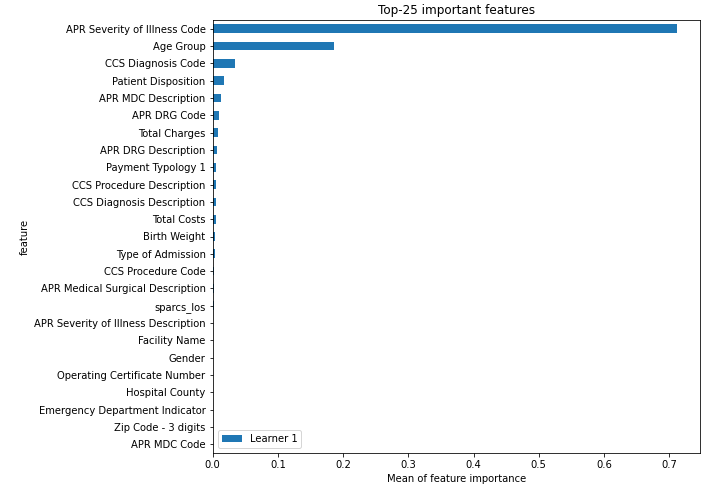 Top-25 important features
APR Severity of Illness Code
Age Group
CCS Diagnosis Code
Patient Disposition
APR MDC Description
APR DRG Code
Total Charges
APR DRG Description
Payment Typology 1
CCS Procedure Description
CCS Diagnosis Description
Total Costs
Birth Weight
Type of Admission
CCS Procedure Code
APR Medical Surgical Description
sparcs_los
APR Severity of Illness Description
Facility Name
Gender
Operating Certificate Number
Hospital County
Emergency Department Indicator
Zip Code - 3 digits
APR MDC Code
feature
Learner 1
0.0 0.1 0.2 0.3 0.4 0.5 0.6 0.7
Mean of feature importance